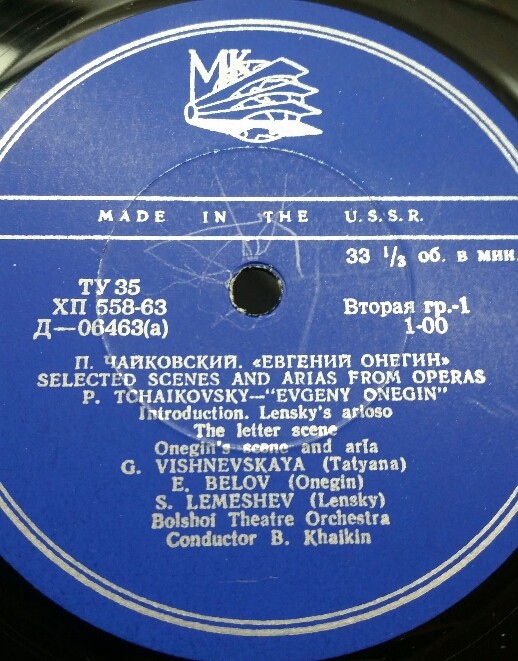 МК
MADE IN THE U.S.S.R.
33 1/3 об. в мин.
ТУ 35
ХП 558-63
Д—06463(а)
Вторая гр.-1
1-00
П. ЧАЙКОВСКИЙ. «ЕВГЕНИЙ ОНЕГИН»
SELECTED SCENES AND ARIAS FROM OPERAS
P. TCHAIKOVSKY—"EVGENY ONEGIN"
Introduction. Lensky's arioso
The letter scene
Onegin's scene and aria
G. VISHNEVSKAYA (Tatyana)
E. BELOV (Onegin)
S. LEMESHEV (Lensky)
Bolshoi Theatre Orchestra
Conductor B. Khaikin